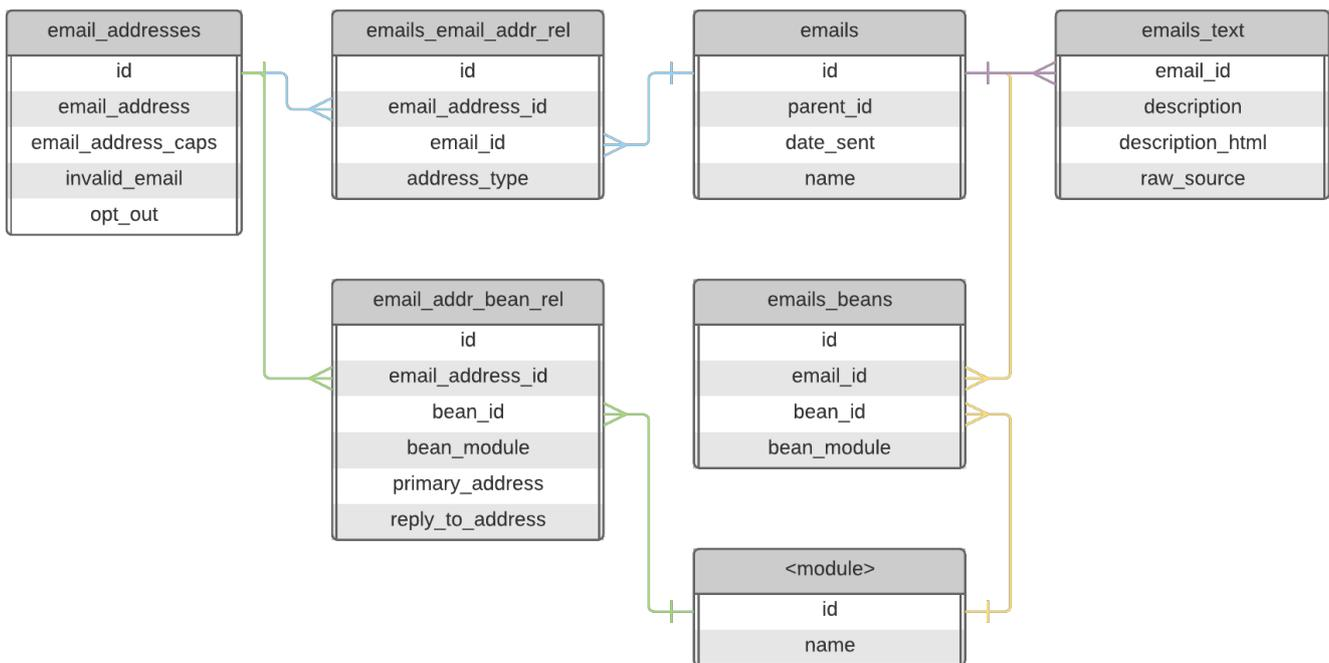 email_addresses
id
email_address
email_address_caps
invalid_email
opt_out
emails_email_addr_rel
id
email_address_id
email_id
address_type
emails
id
parent_id
date_sent
name
emails_text
email_id
description
description_html
raw_source
email_addr_bean_rel
id
email_address_id
bean_id
bean_module
primary_address
reply_to_address
emails_beans
id
email_id
bean_id
bean_module
<module>
id
name